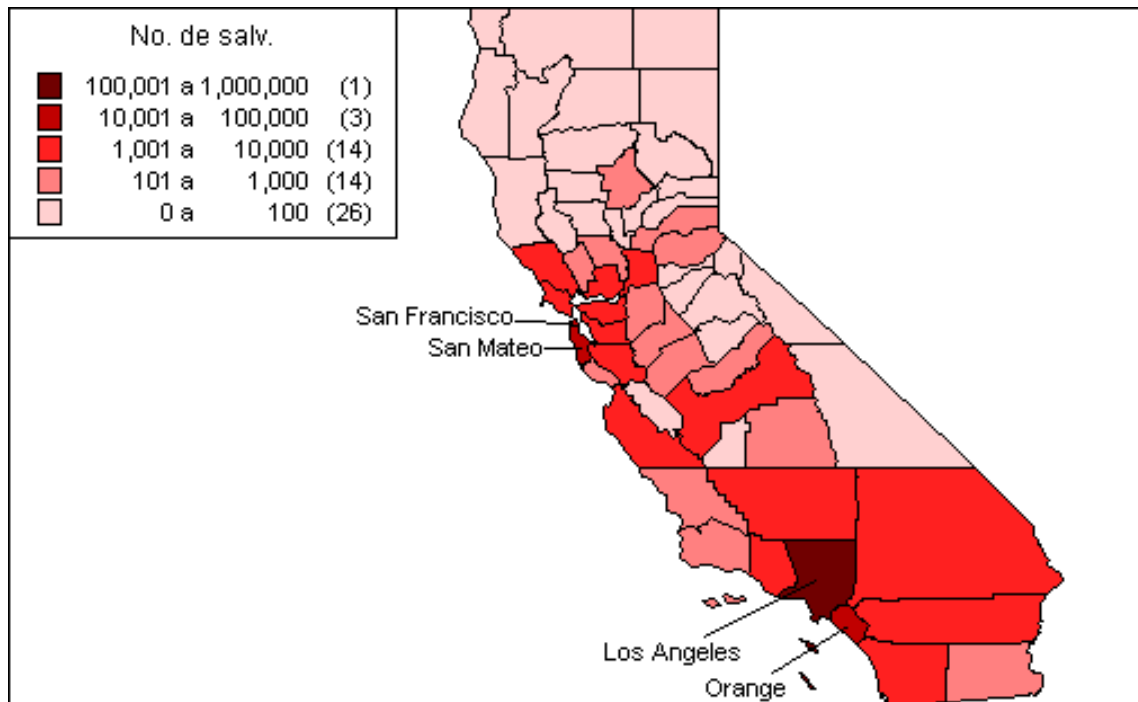 No. de salv.
100,001 a 1,000,000 (1)
10,001 a 100,000 (3)
1,001 a 10,000 (14)
101 a 1,000 (14)
0 a 100 (26)
San Francisco
San Mateo
Los Angeles
Orange